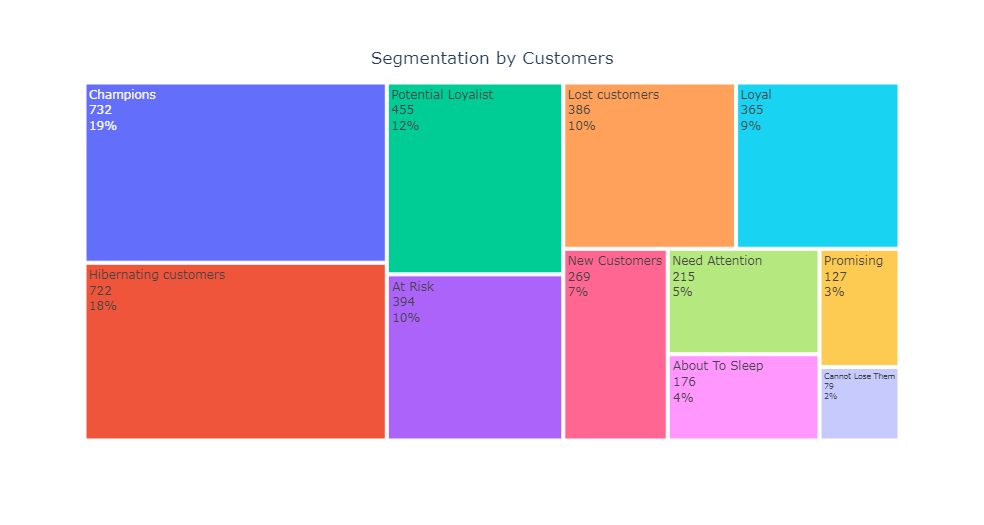 Segmentation by Customers
Champions
732
19%
Potential Loyalist
455
12%
Lost customers
386
10%
Loyal
365
9%
Hibernating customers
722
18%
At Risk
394
10%
New Customers
269
7%
Need Attention
215
5%
Promising
127
3%
About To Sleep
176
4%
Cannot Lose Them
79
2%